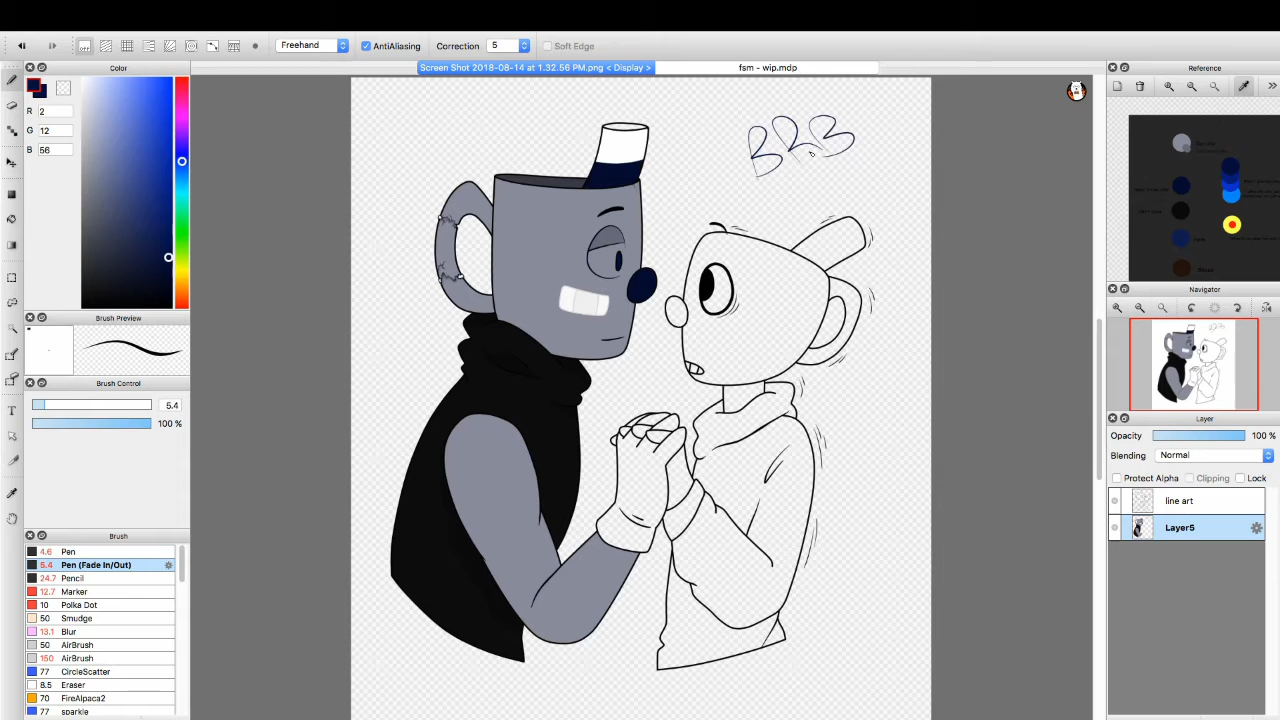 Freehand
AntiAliasing
Correction
5
Soft Edge
Color
Screen Shot 2018-08-14 at 1.32.56 PM.png < Display >
fsm - wip.mdp
Reference
R
2
G
12
B
56
Brush Preview
Brush Control
5.4
100 %
Brush
4.6 Pen
5.4 Pen (Fade In/Out)
24.7 Pencil
12.7 Marker
10 Polka Dot
50 Smudge
13.1 Blur
50 AirBrush
150 AirBrush
77 CircleScatter
8.5 Eraser
70 FireAlpaca2
77 sparkle
Navigator
Layer
Opacity
100 %
Blending
Normal
Protect Alpha
Clipping
Lock
line art
Layer5